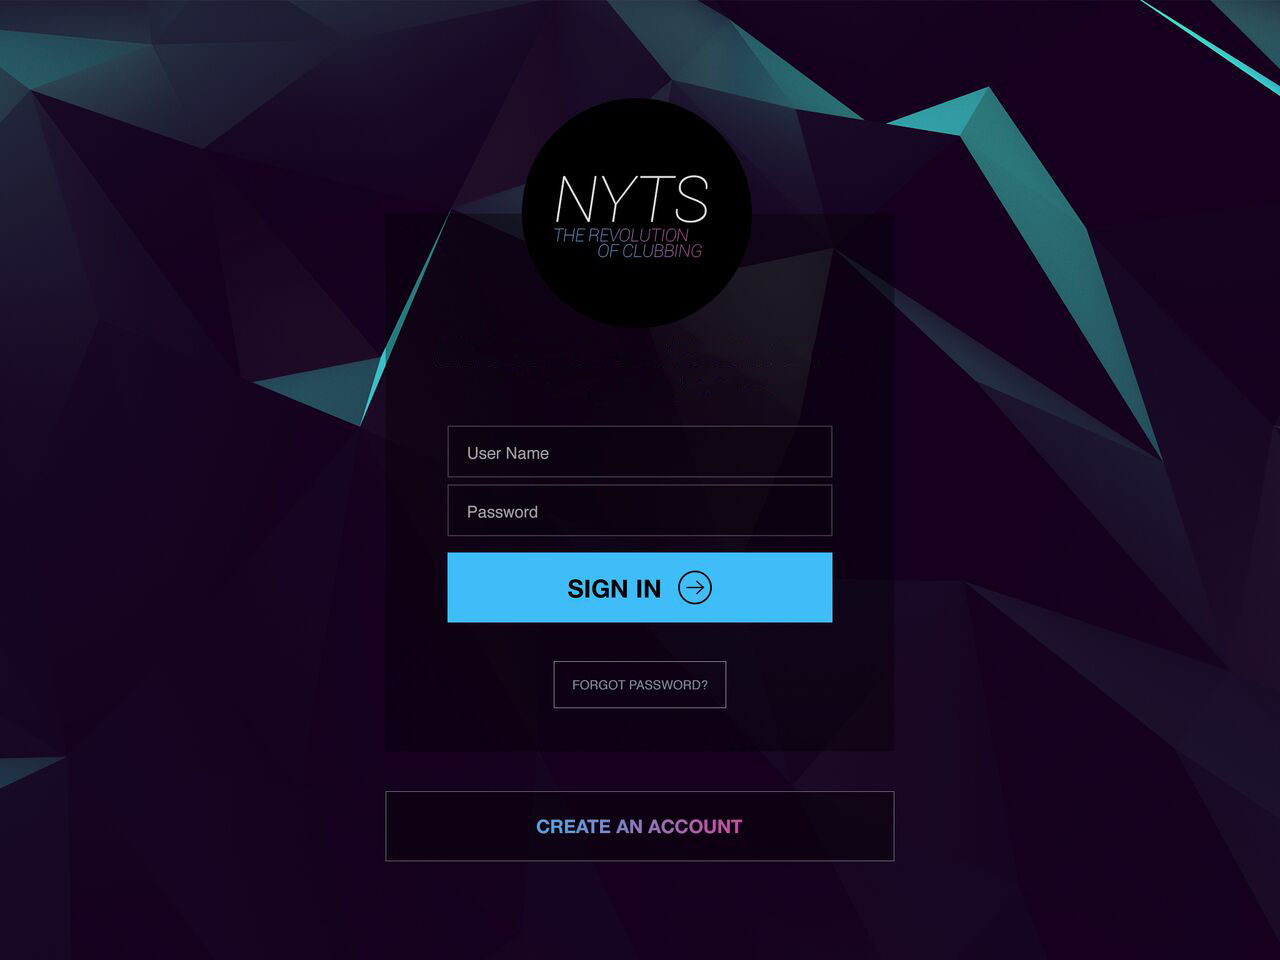 NYTS
THE REVOLUTION
OF CLUBBING
User Name
Password
SIGN IN
FORGOT PASSWORD?
CREATE AN ACCOUNT